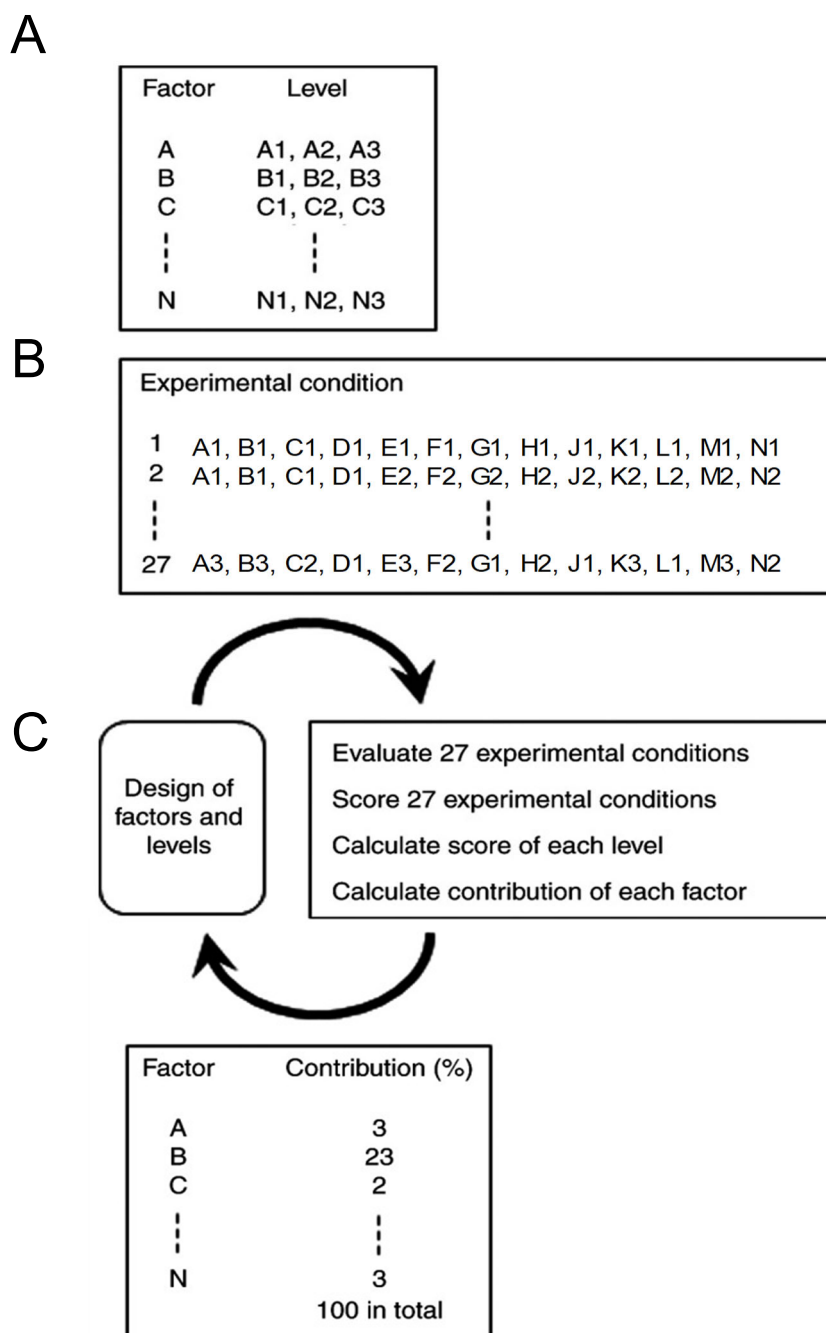 A
Factor Level
A A1, A2, A3
B B1, B2, B3
C C1, C2, C3
N N1, N2, N3
B
Experimental condition
1 A1, B1, C1, D1, E1, F1, G1, H1, J1, K1, L1, M1, N1
2 A1, B1, C1, D1, E2, F2, G2, H2, J2, K2, L2, M2, N2
27 A3, B3, C2, D1, E3, F2, G1, H2, J1, K3, L1, M3, N2
C
Design of
factors and
levels
Evaluate 27 experimental conditions
Score 27 experimental conditions
Calculate score of each level
Calculate contribution of each factor
Factor Contribution (%)
A 3
B 23
C 2
N 3
100 in total